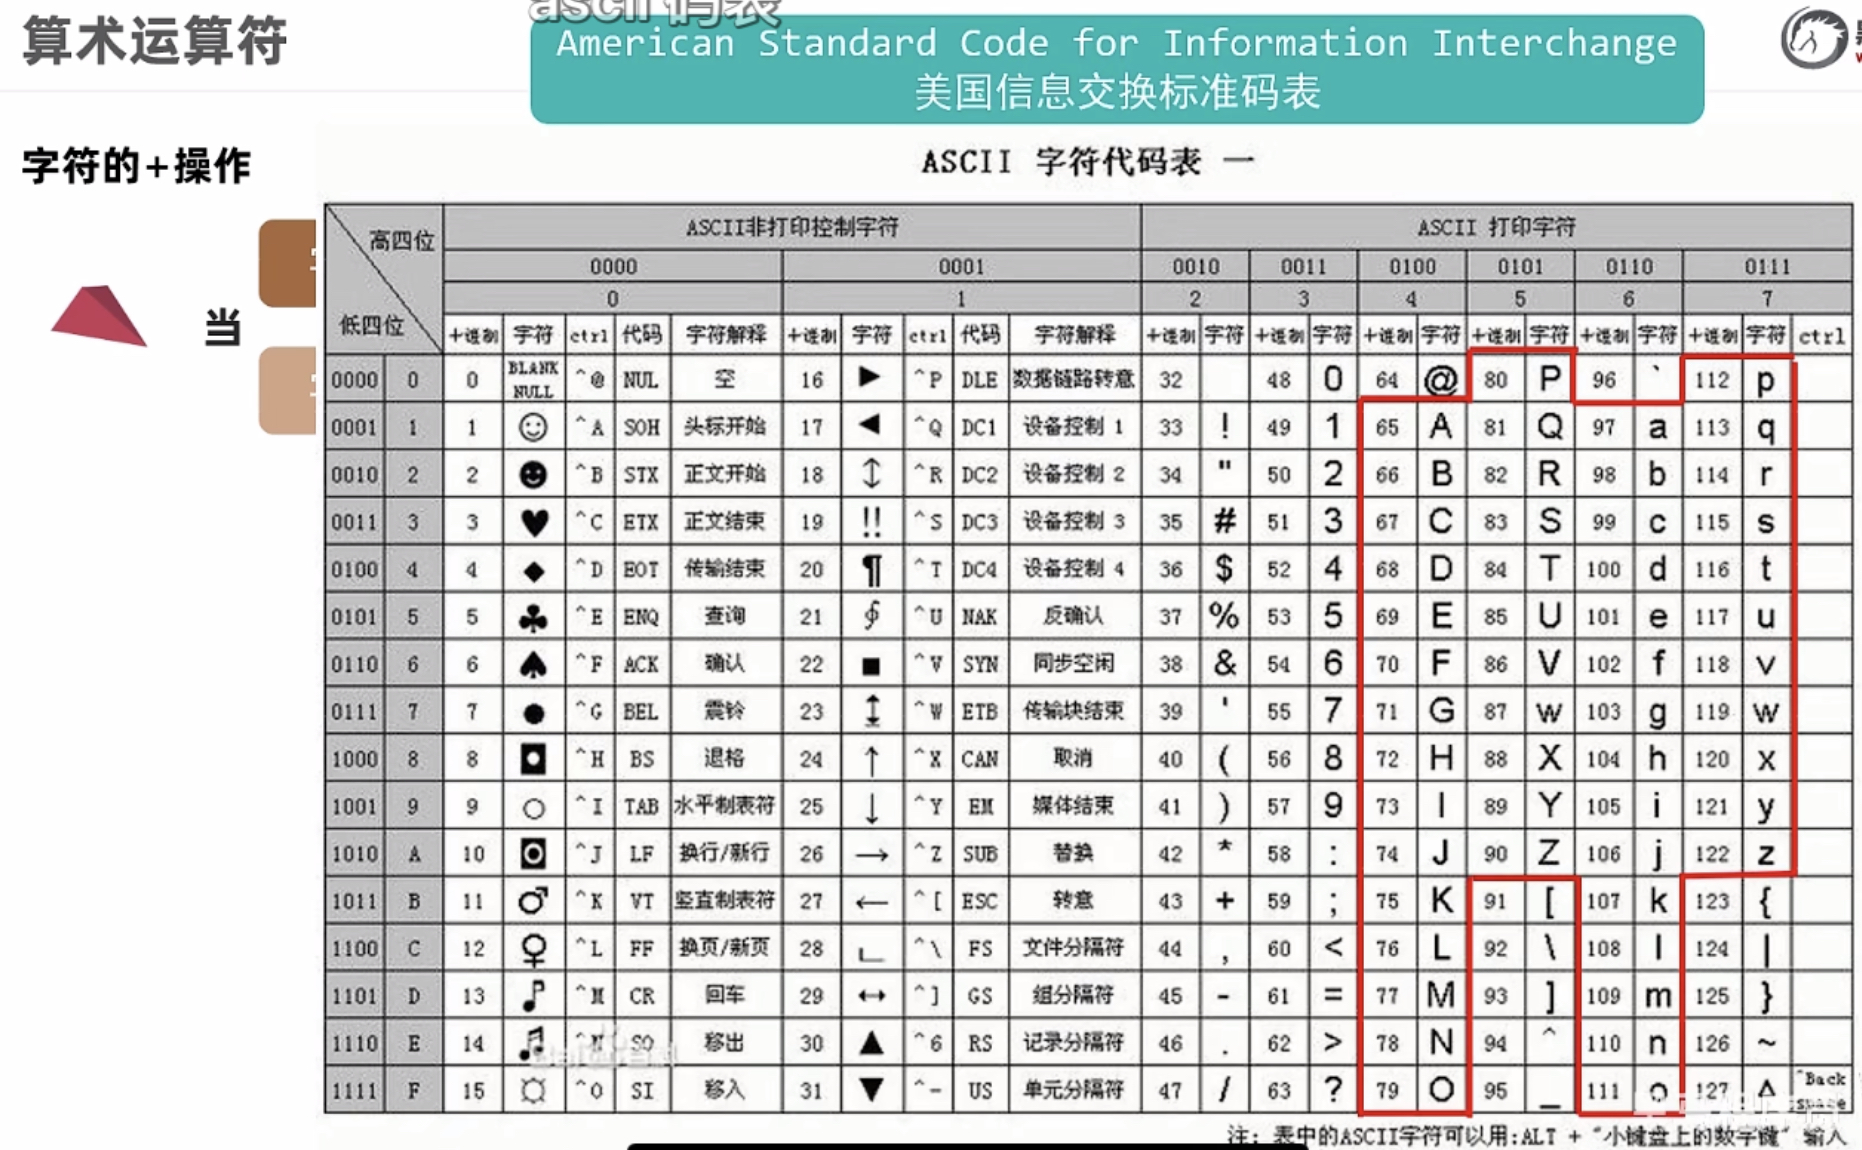 算术运算符
American Standard Code for Information Interchange
美国信息交换标准码表
字符的+操作
当
ASCII 字符代码表 一
高四位 ASCII非打印控制字符 ASCII 打印字符
0000 0001 0010 0011 0100 0101 0110 0111
0 1 2 3 4 5 6 7
低四位 十进制 字符 ctrl 代码 字符解释 十进制 字符 ctrl 代码 字符解释 十进制 字符 十进制 字符 十进制 字符 十进制 字符 十进制 字符 十进制 字符 ctrl
0000 0 0 BLANK NULL ^@ NUL 空 16 ► ^P DLE 数据链路转意 32 48 0 64 @ 80 P 96 ` 112 p
0001 1 1 ☺ ^A SOH 头标开始 17 ◄ ^Q DC1 设备控制 1 33 ! 49 1 65 A 81 Q 97 a 113 q
0010 2 2 ☻ ^B STX 正文开始 18 ↕ ^R DC2 设备控制 2 34 " 50 2 66 B 82 R 98 b 114 r
0011 3 3 ♥ ^C ETX 正文结束 19 !! ^S DC3 设备控制 3 35 # 51 3 67 C 83 S 99 c 115 s
0100 4 4 ♦ ^D EOT 传输结束 20 ¶ ^T DC4 设备控制 4 36 $ 52 4 68 D 84 T 100 d 116 t
0101 5 5 ♣ ^E ENQ 查询 21 ∮ ^U NAK 反确认 37 % 53 5 69 E 85 U 101 e 117 u
0110 6 6 ♠ ^F ACK 确认 22 ■ ^V SYN 同步空闲 38 & 54 6 70 F 86 V 102 f 118 v
0111 7 7 ● ^G BEL 震铃 23 ↨ ^W ETB 传输块结束 39 ' 55 7 71 G 87 w 103 g 119 w
1000 8 8 ◘ ^H BS 退格 24 ↑ ^X CAN 取消 40 ( 56 8 72 H 88 X 104 h 120 x
1001 9 9 ○ ^I TAB 水平制表符 25 ↓ ^Y EM 媒体结束 41 ) 57 9 73 I 89 Y 105 i 121 y
1010 A 10 ◙ ^J LF 换行/新行 26 → ^Z SUB 替换 42 * 58 : 74 J 90 Z 106 j 122 z
1011 B 11 ♂ ^K VT 竖直制表符 27 ← ^[ ESC 转意 43 + 59 ; 75 K 91 [ 107 k 123 {
1100 C 12 ♀ ^L FF 换页/新页 28 ∟ ^\ FS 文件分隔符 44 , 60 < 76 L 92 \ 108 l 124 |
1101 D 13 ♪ ^M CR 回车 29 ↔ ^] GS 组分隔符 45 - 61 = 77 M 93 ] 109 m 125 }
1110 E 14 ♫ ^N SO 移出 30 ▲ ^6 RS 记录分隔符 46 . 62 > 78 N 94 ^ 110 n 126 ~
1111 F 15 ☼ ^O SI 移入 31 ▼ ^- US 单元分隔符 47 / 63 ? 79 O 95 _ 111 o 127 Δ ^Back space
注：表中的ASCII字符可以用:ALT + "小键盘上的数字键" 输入